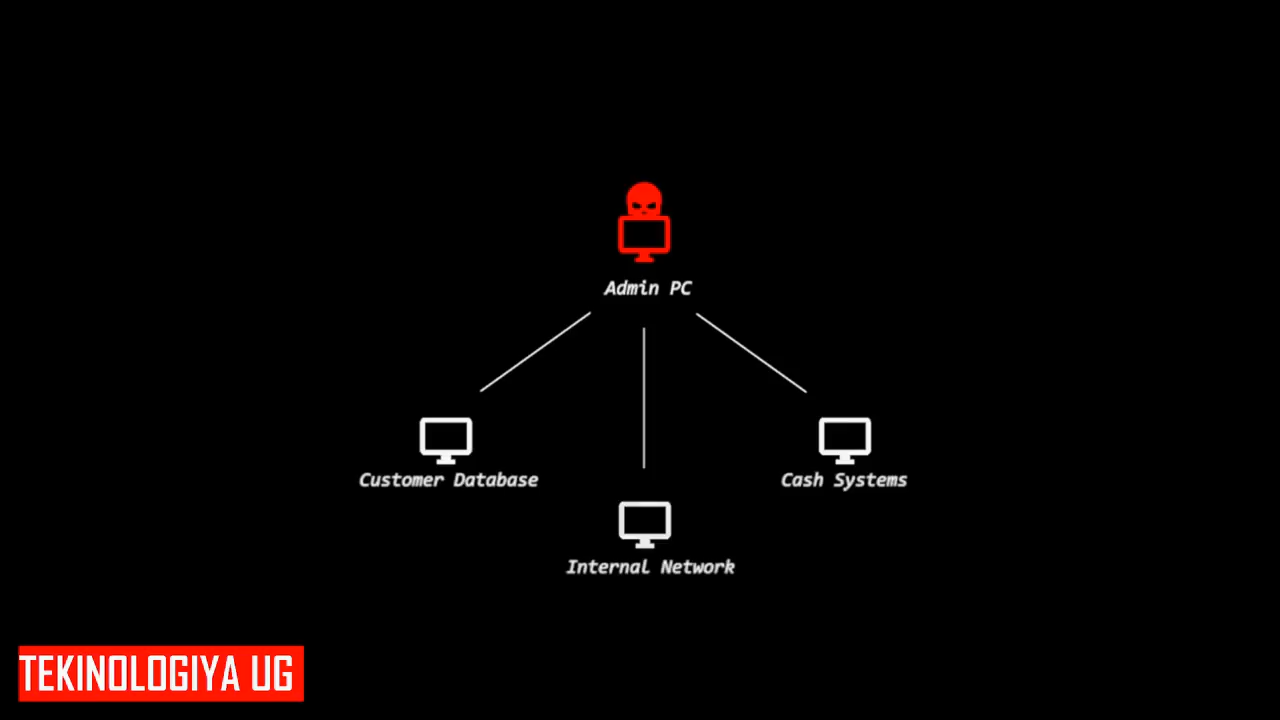 Admin PC
Customer Database
Cash Systems
Internal Network
TEKINOLOGIYA UG